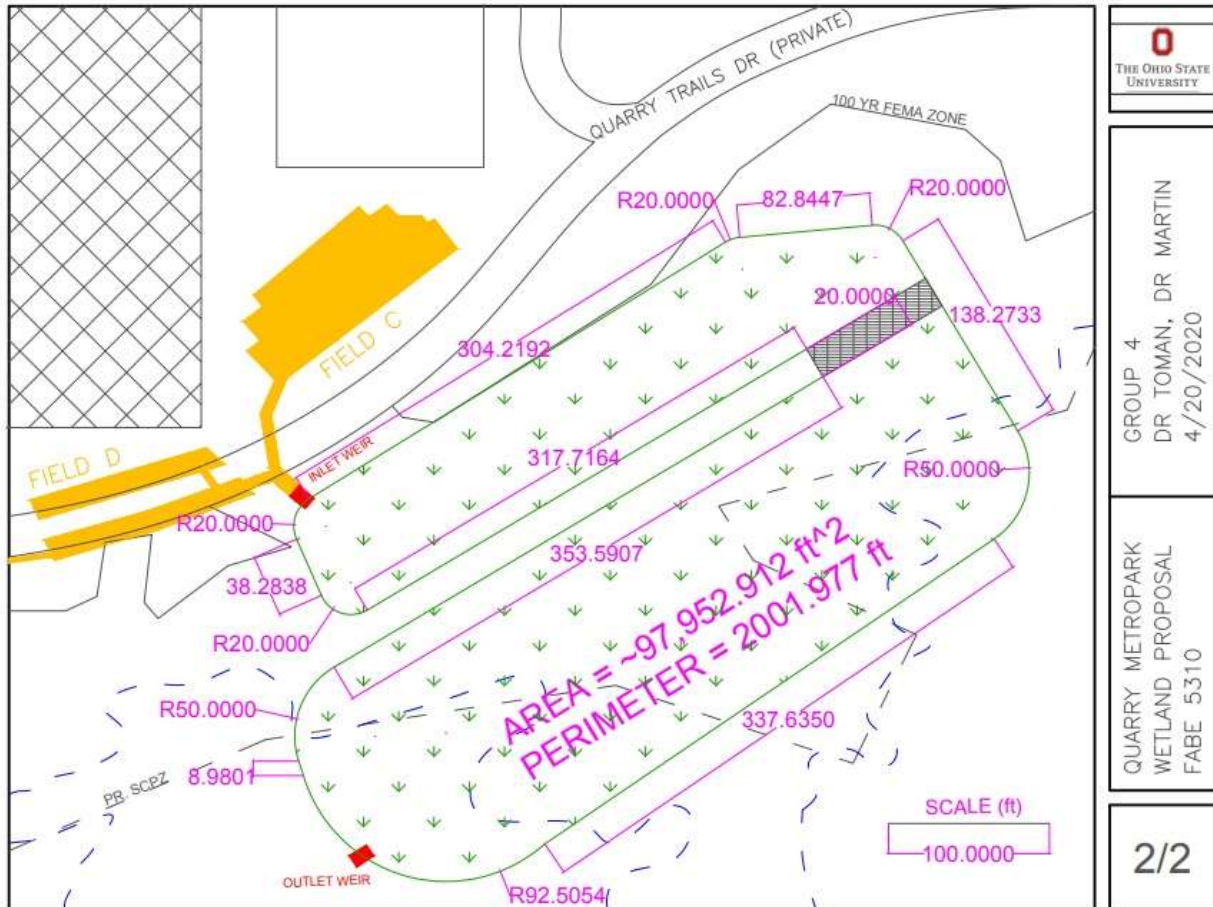 QUARRY TRAILS DR (PRIVATE)
100 YR FEMA ZONE
R20.0000
82.8447
R20.0000
20.0000
138.2733
304.2192
FIELD C
317.7164
FIELD D
INLET WEIR
R50.0000
R20.0000
353.5907
38.2838
R20.0000
AREA = ~97,952.912 ft^2
PERIMETER = 2001.977 ft
R50.0000
337.6350
8.9801
PR. SCPZ
SCALE (ft)
100.0000
OUTLET WEIR
R92.5054
THE OHIO STATE
UNIVERSITY
GROUP 4
DR TOMAN, DR MARTIN
4/20/2020
QUARRY METROPARK
WETLAND PROPOSAL
FABE 5310
2/2